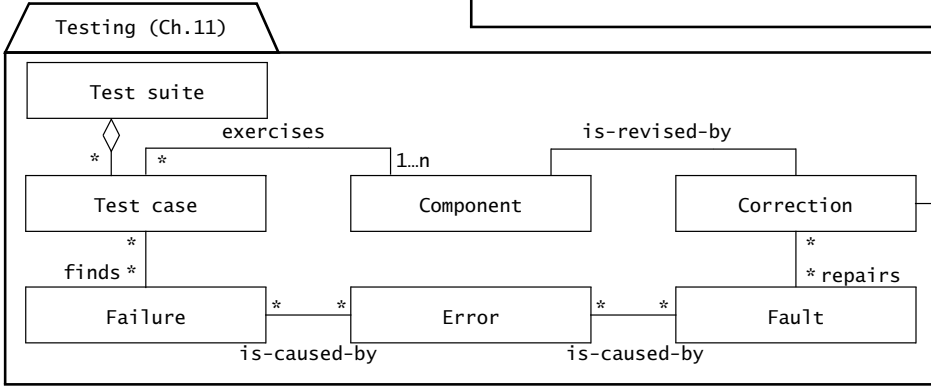 Testing (Ch.11)
Test suite
exercises
is-revised-by
*
*
1…n
Test case
Component
Correction
*
*
finds *
* repairs
Failure
*
*
Error
*
*
Fault
is-caused-by
is-caused-by